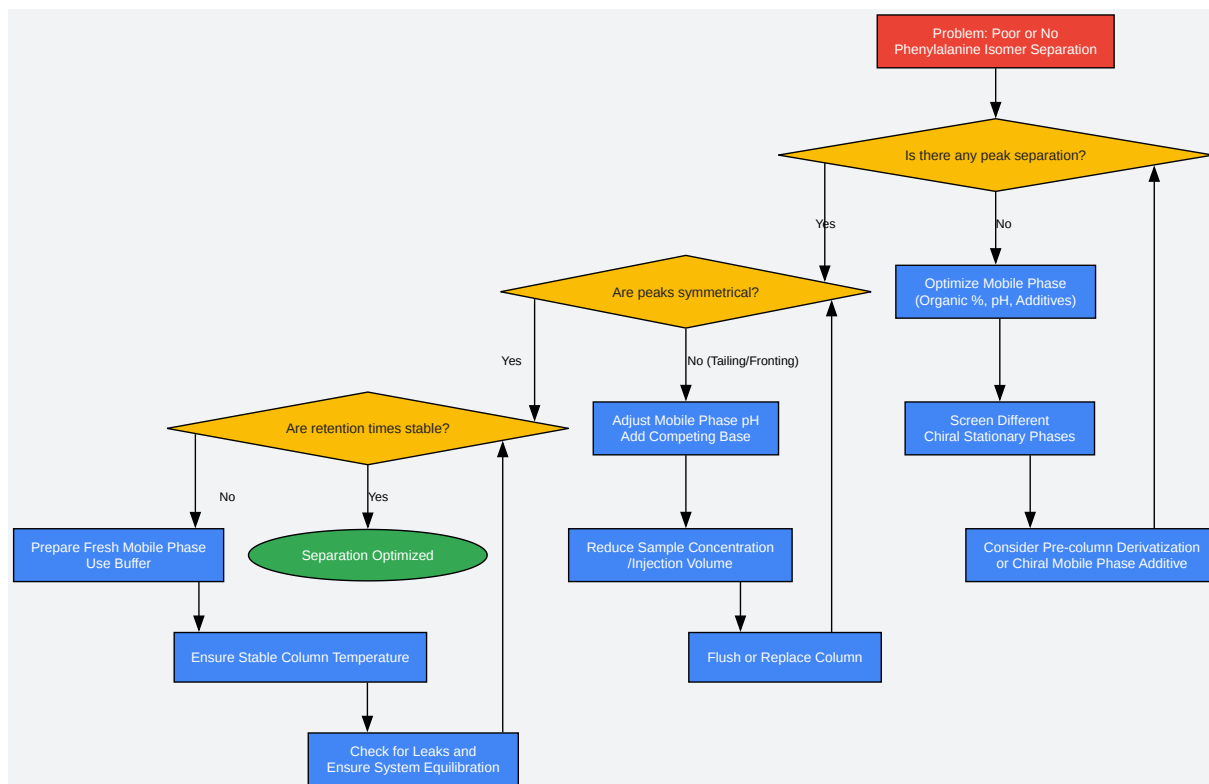 Problem: Poor or No
Phenylalanine Isomer Separation
Is there any peak separation?
Yes
No
Are peaks symmetrical?
Optimize Mobile Phase
(Organic %, pH, Additives)
Yes
No (Tailing/Fronting)
Are retention times stable?
Adjust Mobile Phase pH
Add Competing Base
Screen Different
Chiral Stationary Phases
No
Yes
Prepare Fresh Mobile Phase
Use Buffer
Separation Optimized
Reduce Sample Concentration
/Injection Volume
Consider Pre-column Derivatization
or Chiral Mobile Phase Additive
Ensure Stable Column Temperature
Flush or Replace Column
Check for Leaks and
Ensure System Equilibration